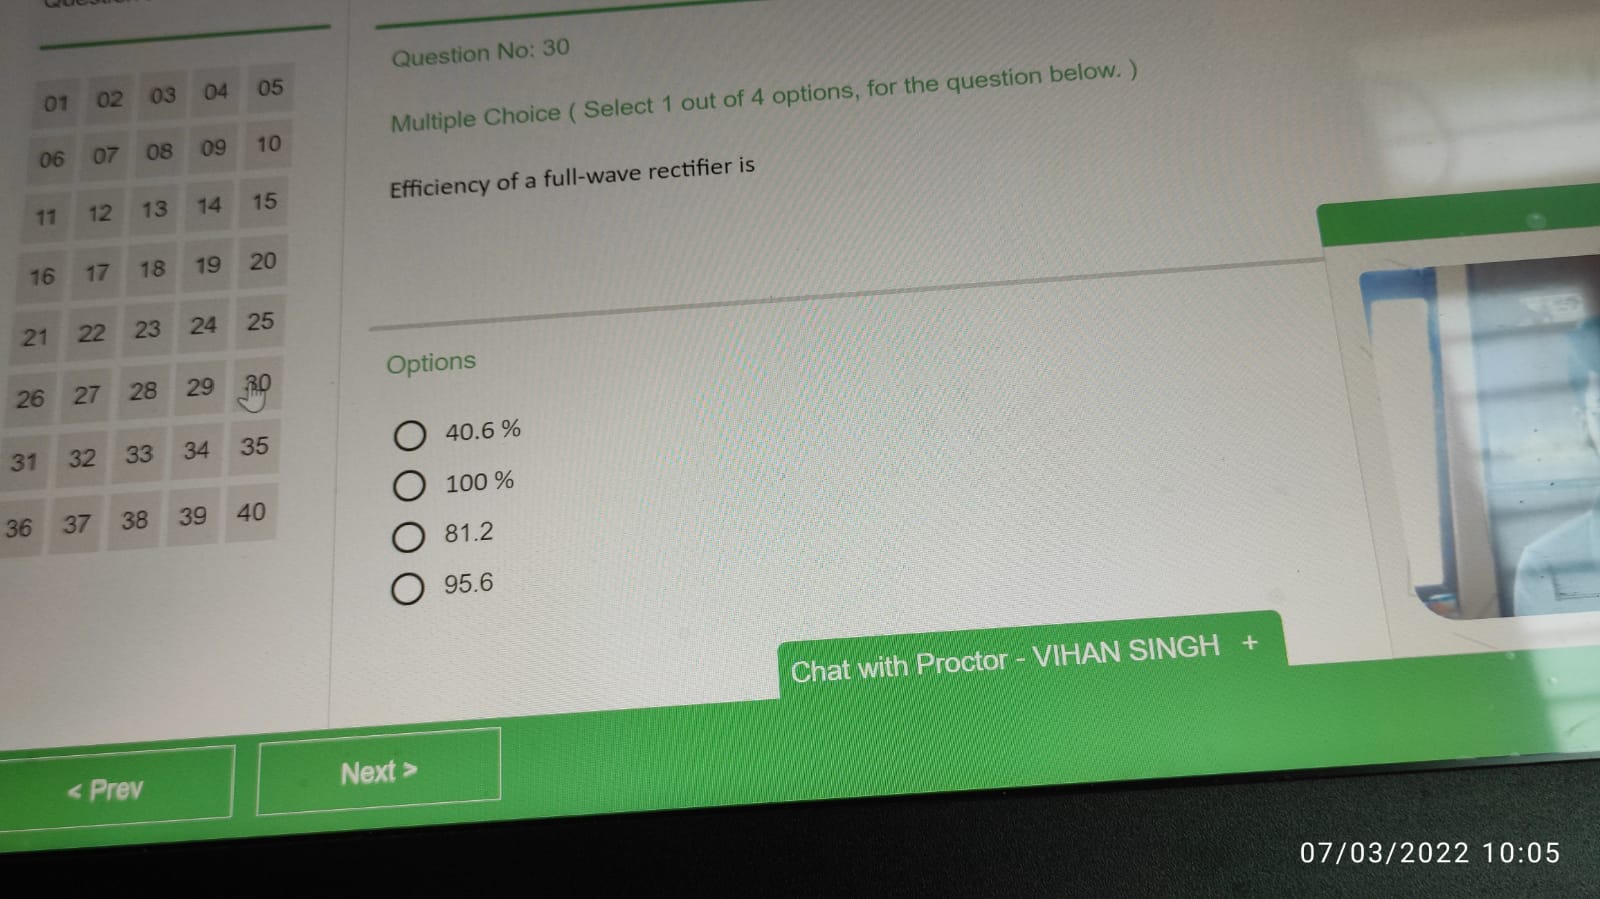 Question No: 30
Multiple Choice ( Select 1 out of 4 options, for the question below. )
Efficiency of a full-wave rectifier is
01 02 03 04 05
06 07 08 09 10
11 12 13 14 15
16 17 18 19 20
21 22 23 24 25
26 27 28 29 30
31 32 33 34 35
36 37 38 39 40
Options
40.6 %
100 %
81.2
95.6
Chat with Proctor - VIHAN SINGH +
< Prev
Next >
07/03/2022 10:05